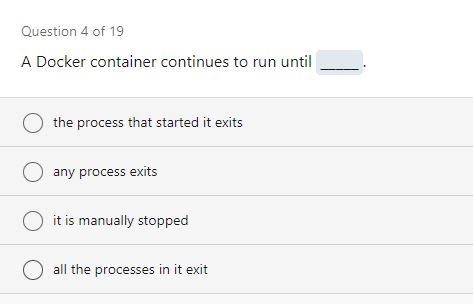 Question 4 of 19
A Docker container continues to run until _____.
the process that started it exits
any process exits
it is manually stopped
all the processes in it exit